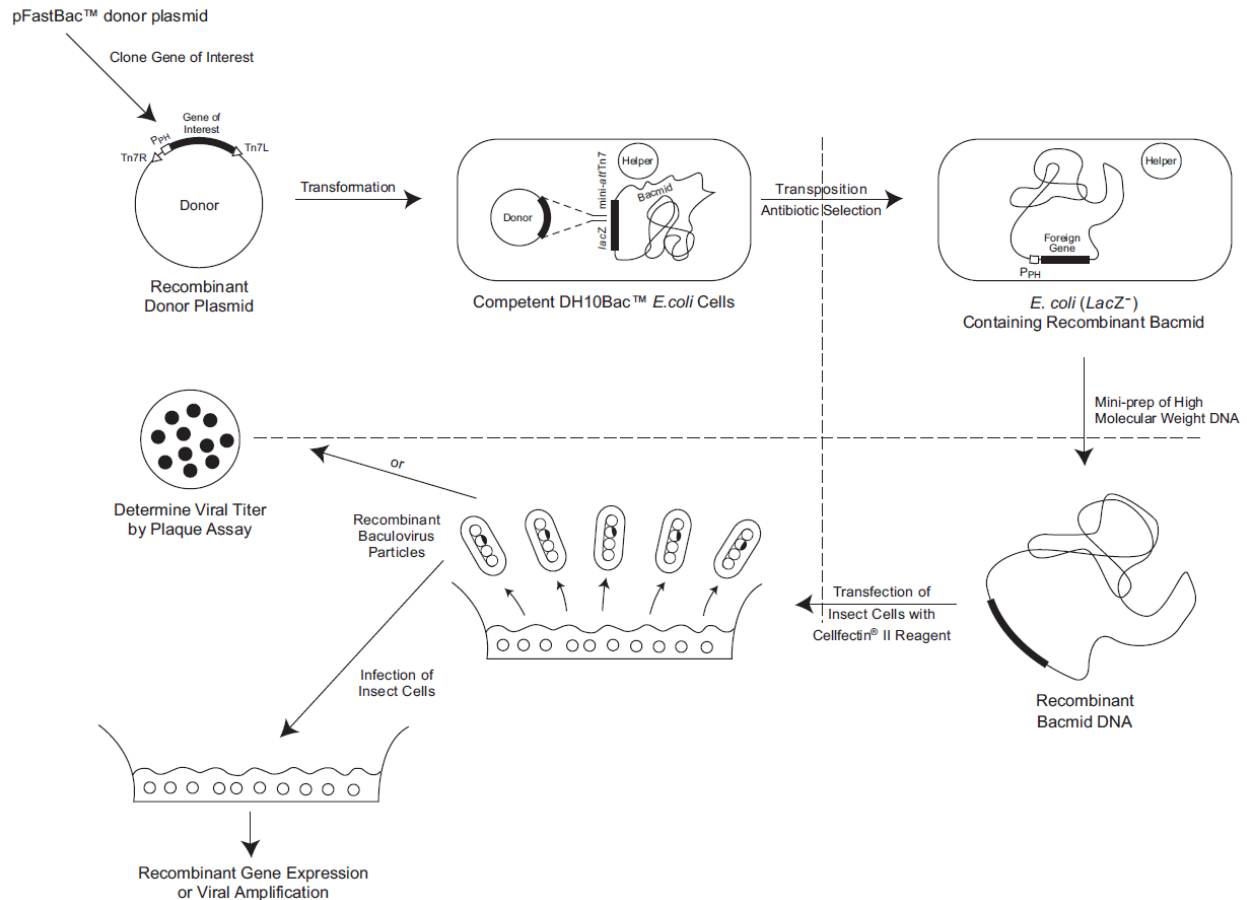 pFastBac™ donor plasmid
Clone Gene of Interest
Gene of
Interest
PPH
Tn7R
Tn7L
Donor
Recombinant
Donor Plasmid
Transformation
Helper
mini-attTn7
lacZ
Bacmid
Donor
Competent DH10Bac™ E.coli Cells
Transposition
Antibiotic Selection
Helper
Foreign
Gene
PPH
E. coli (LacZ⁻)
Containing Recombinant Bacmid
Mini-prep of High
Molecular Weight DNA
Recombinant
Bacmid DNA
Transfection of
Insect Cells with
Cellfectin® II Reagent
Recombinant
Baculovirus
Particles
or
Determine Viral Titer
by Plaque Assay
Infection of
Insect Cells
Recombinant Gene Expression
or Viral Amplification